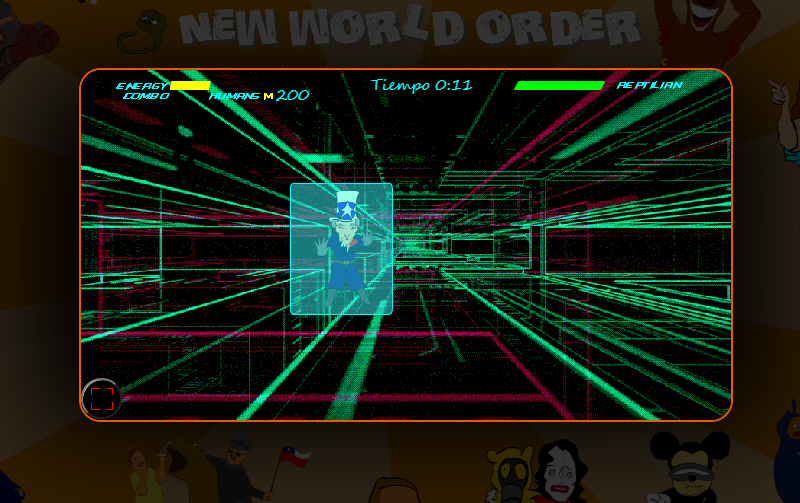 NEW WORLD ORDER
ENERGY
COMBO
HUMANS M 200
Tiempo 0:11
REPTILIAN